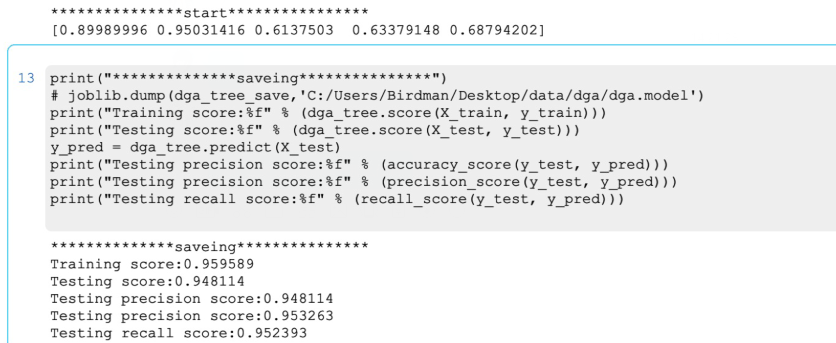 ***************start****************
[0.89989996 0.95031416 0.6137503  0.63379148 0.68794202]
13 print("**************saveing***************")
# joblib.dump(dga_tree_save,'C:/Users/Birdman/Desktop/data/dga/dga.model')
print("Training score:%f" % (dga_tree.score(X_train, y_train)))
print("Testing score:%f" % (dga_tree.score(X_test, y_test)))
y_pred = dga_tree.predict(X_test)
print("Testing precision score:%f" % (accuracy_score(y_test, y_pred)))
print("Testing precision score:%f" % (precision_score(y_test, y_pred)))
print("Testing recall score:%f" % (recall_score(y_test, y_pred)))
**************saveing***************
Training score:0.959589
Testing score:0.948114
Testing precision score:0.948114
Testing precision score:0.953263
Testing recall score:0.952393